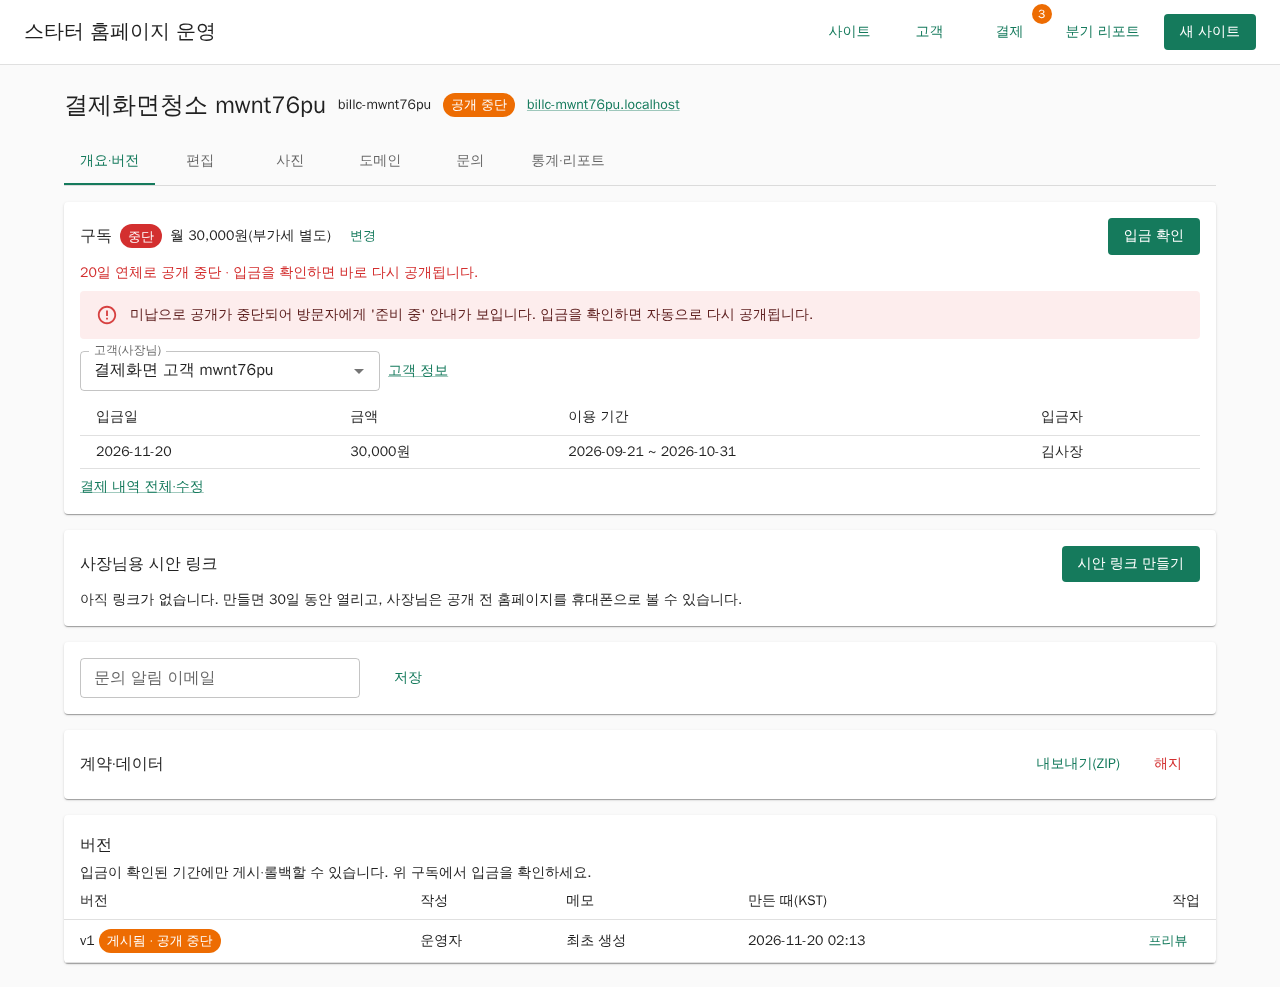 스타터 홈페이지 운영
사이트
고객
결제
3
분기 리포트
새 사이트
결제화면청소 mwnt76pu
billc-mwnt76pu
공개 중단
billc-mwnt76pu.localhost
개요·버전
편집
사진
도메인
문의
통계·리포트
구독
중단
월 30,000원(부가세 별도)
변경
입금 확인
20일 연체로 공개 중단 · 입금을 확인하면 바로 다시 공개됩니다.
미납으로 공개가 중단되어 방문자에게 '준비 중' 안내가 보입니다. 입금을 확인하면 자동으로 다시 공개됩니다.
고객(사장님)
결제화면 고객 mwnt76pu
고객 정보
입금일 금액 이용 기간 입금자
2026-11-20 30,000원 2026-09-21 ~ 2026-10-31 김사장
결제 내역 전체·수정
사장님용 시안 링크
시안 링크 만들기
아직 링크가 없습니다. 만들면 30일 동안 열리고, 사장님은 공개 전 홈페이지를 휴대폰으로 볼 수 있습니다.
문의 알림 이메일
저장
계약·데이터
내보내기(ZIP)
해지
버전
입금이 확인된 기간에만 게시·롤백할 수 있습니다. 위 구독에서 입금을 확인하세요.
버전 작성 메모 만든 때(KST) 작업
v1 게시됨 · 공개 중단 운영자 최초 생성 2026-11-20 02:13 프리뷰